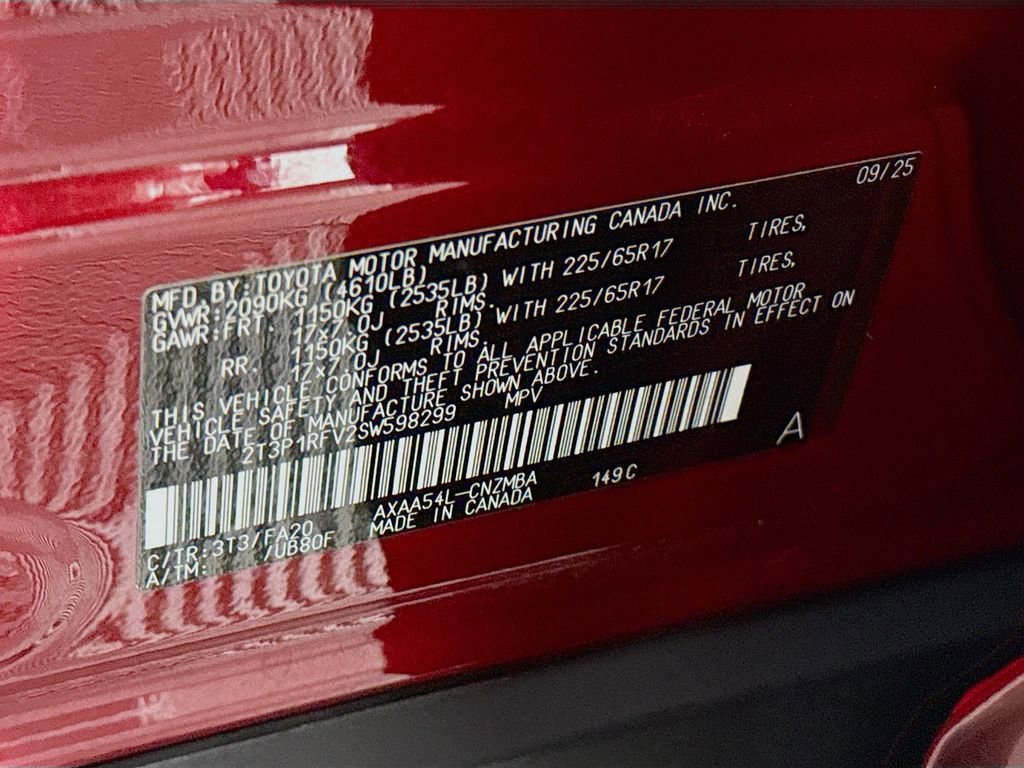 09/25
MFD.BY:TOYOTA MOTOR MANUFACTURING CANADA INC.
GVWR:2090KG (4610LB)
GAWR:FRT. 1150KG (2535LB) WITH 225/65R17 TIRES,
17x7.0J RIMS.
RR. 1150KG (2535LB) WITH 225/65R17 TIRES,
17x7.0J RIMS.
THIS VEHICLE CONFORMS TO ALL APPLICABLE FEDERAL MOTOR
VEHICLE SAFETY AND THEFT PREVENTION STANDARDS IN EFFECT ON
THE DATE OF MANUFACTURE SHOWN ABOVE.
2T3P1RFV2SW598299 MPV
A
C/TR:3T3/FA20 AXAA54L-CNZMBA 149C
A/TM: /UB80F MADE IN CANADA